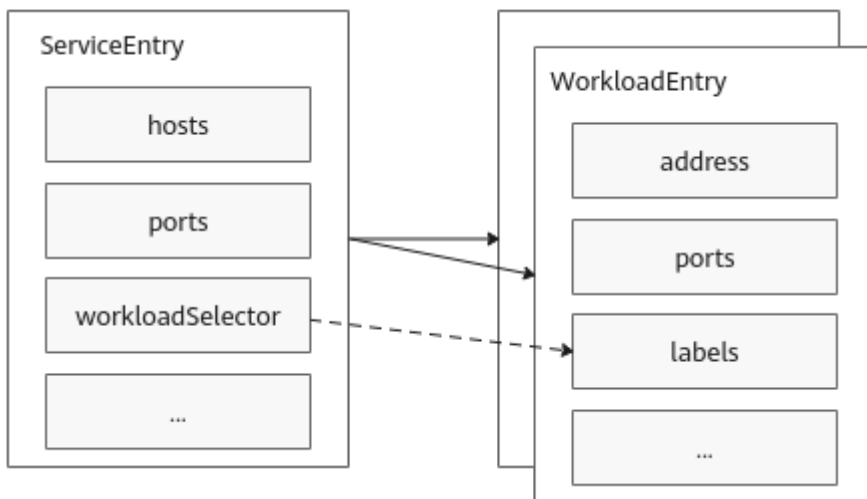 ServiceEntry
hosts
ports
workloadSelector
...
WorkloadEntry
address
ports
labels
...